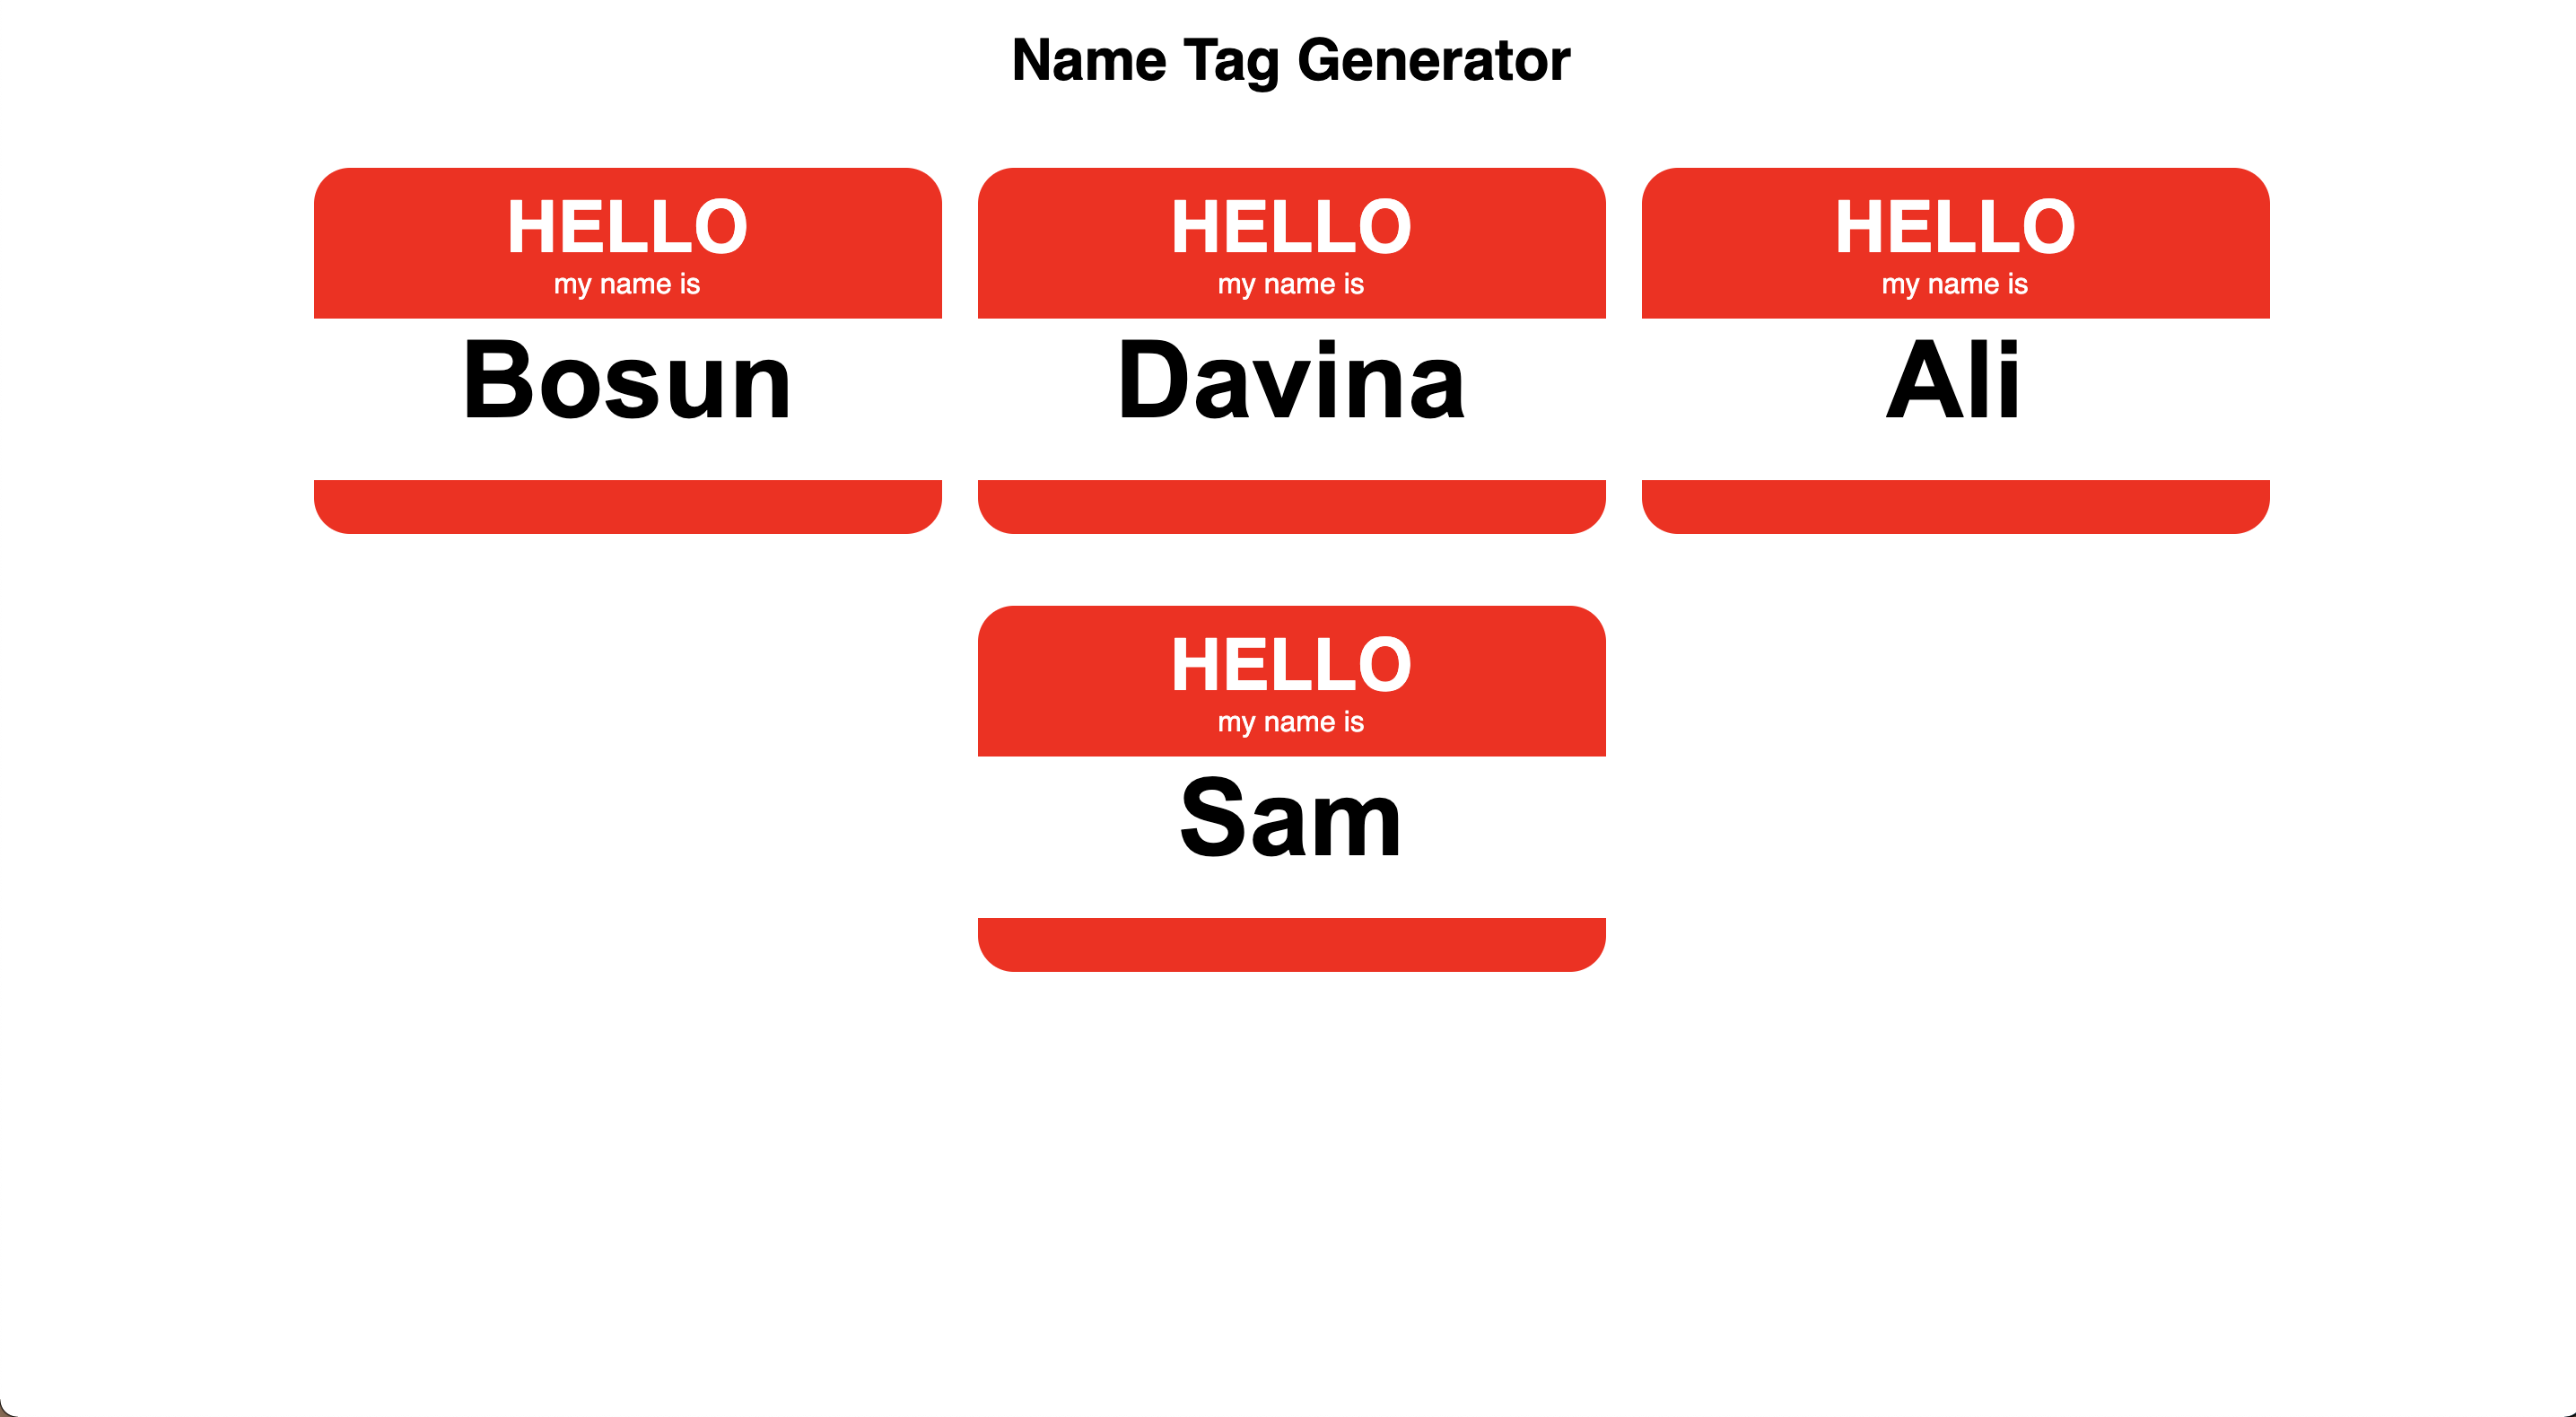 Name Tag Generator
HELLO
my name is
Bosun
HELLO
my name is
Davina
HELLO
my name is
Ali
HELLO
my name is
Sam